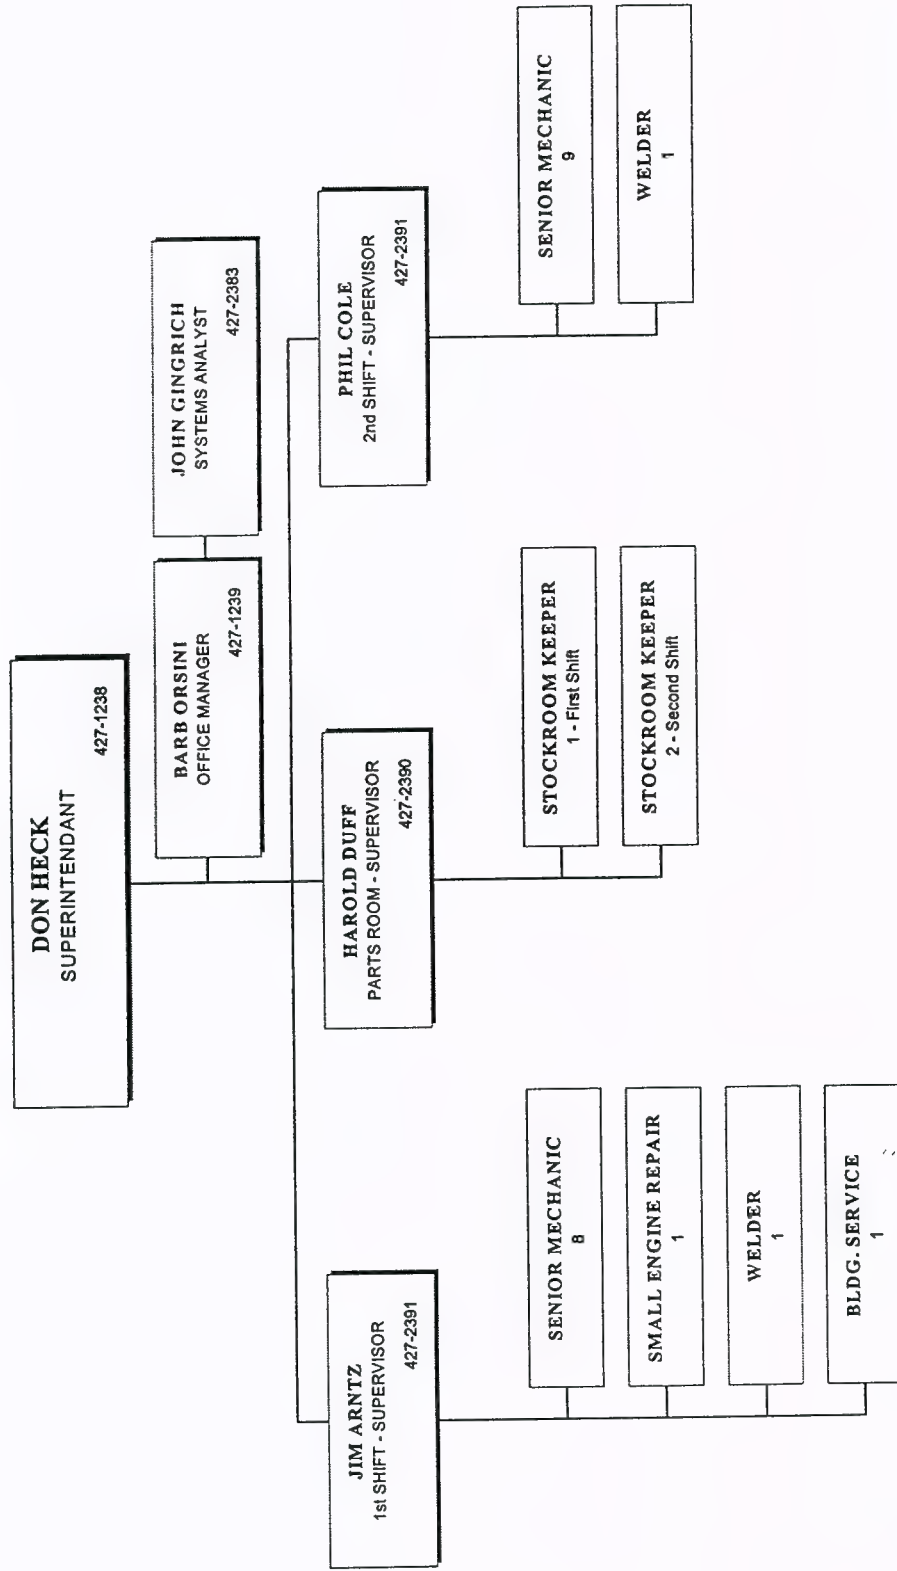 DON HECK
SUPERINTENDANT
427-1238
BARB ORSINI
OFFICE MANAGER
427-1239
JOHN GINGRICH
SYSTEMS ANALYST
427-2383
JIM ARNTZ
1st SHIFT - SUPERVISOR
427-2391
HAROLD DUFF
PARTS ROOM - SUPERVISOR
427-2390
PHIL COLE
2nd SHIFT - SUPERVISOR
427-2391
SENIOR MECHANIC
8
SMALL ENGINE REPAIR
1
WELDER
1
BLDG. SERVICE
1
STOCKROOM KEEPER
1 - First Shift
STOCKROOM KEEPER
2 - Second Shift
SENIOR MECHANIC
9
WELDER
1